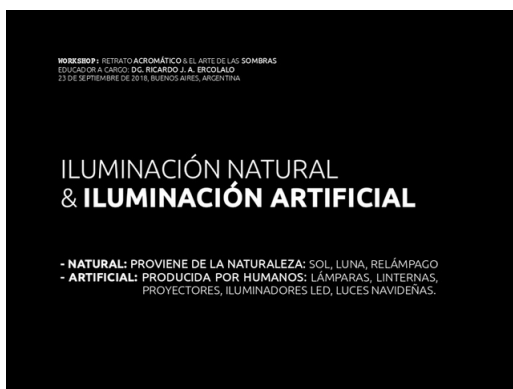 WORKSHOP: RETRATO ACROMÁTICO & EL ARTE DE LAS SOMBRAS
EDUCADOR A CARGO: DG. RICARDO J. A. ERCOLALO
23 DE SEPTIEMBRE DE 2018, BUENOS AIRES, ARGENTINA
ILUMINACIÓN NATURAL
& ILUMINACIÓN ARTIFICIAL
- NATURAL: PROVIENE DE LA NATURALEZA: SOL, LUNA, RELÁMPAGO
- ARTIFICIAL: PRODUCIDA POR HUMANOS: LÁMPARAS, LINTERNAS,
PROYECTORES, ILUMINADORES LED, LUCES NAVIDEÑAS.